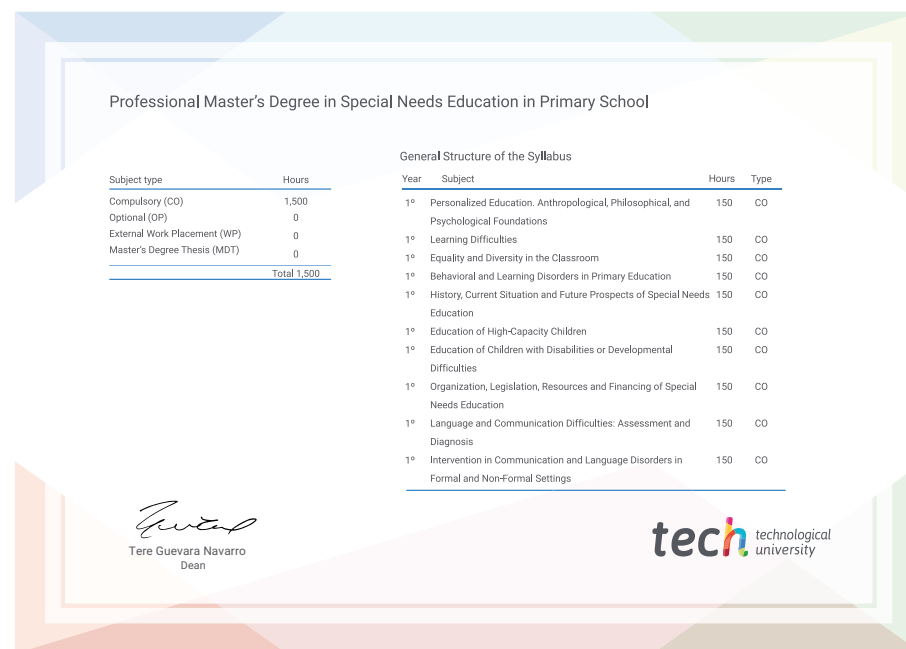 Professional Master's Degree in Special Needs Education in Primary School
Subject type Hours
Compulsory (CO) 1,500
Optional (OP) 0
External Work Placement (WP) 0
Master's Degree Thesis (MDT) 0
Total 1,500
General Structure of the Syllabus
Year Subject Hours Type
1º Personalized Education. Anthropological, Philosophical, and 150 CO
Psychological Foundations
1º Learning Difficulties 150 CO
1º Equality and Diversity in the Classroom 150 CO
1º Behavioral and Learning Disorders in Primary Education 150 CO
1º History, Current Situation and Future Prospects of Special Needs 150 CO
Education
1º Education of High-Capacity Children 150 CO
1º Education of Children with Disabilities or Developmental 150 CO
Difficulties
1º Organization, Legislation, Resources and Financing of Special 150 CO
Needs Education
1º Language and Communication Difficulties: Assessment and 150 CO
Diagnosis
1º Intervention in Communication and Language Disorders in 150 CO
Formal and Non-Formal Settings
Tere Guevara Navarro
Dean
tech technological
university